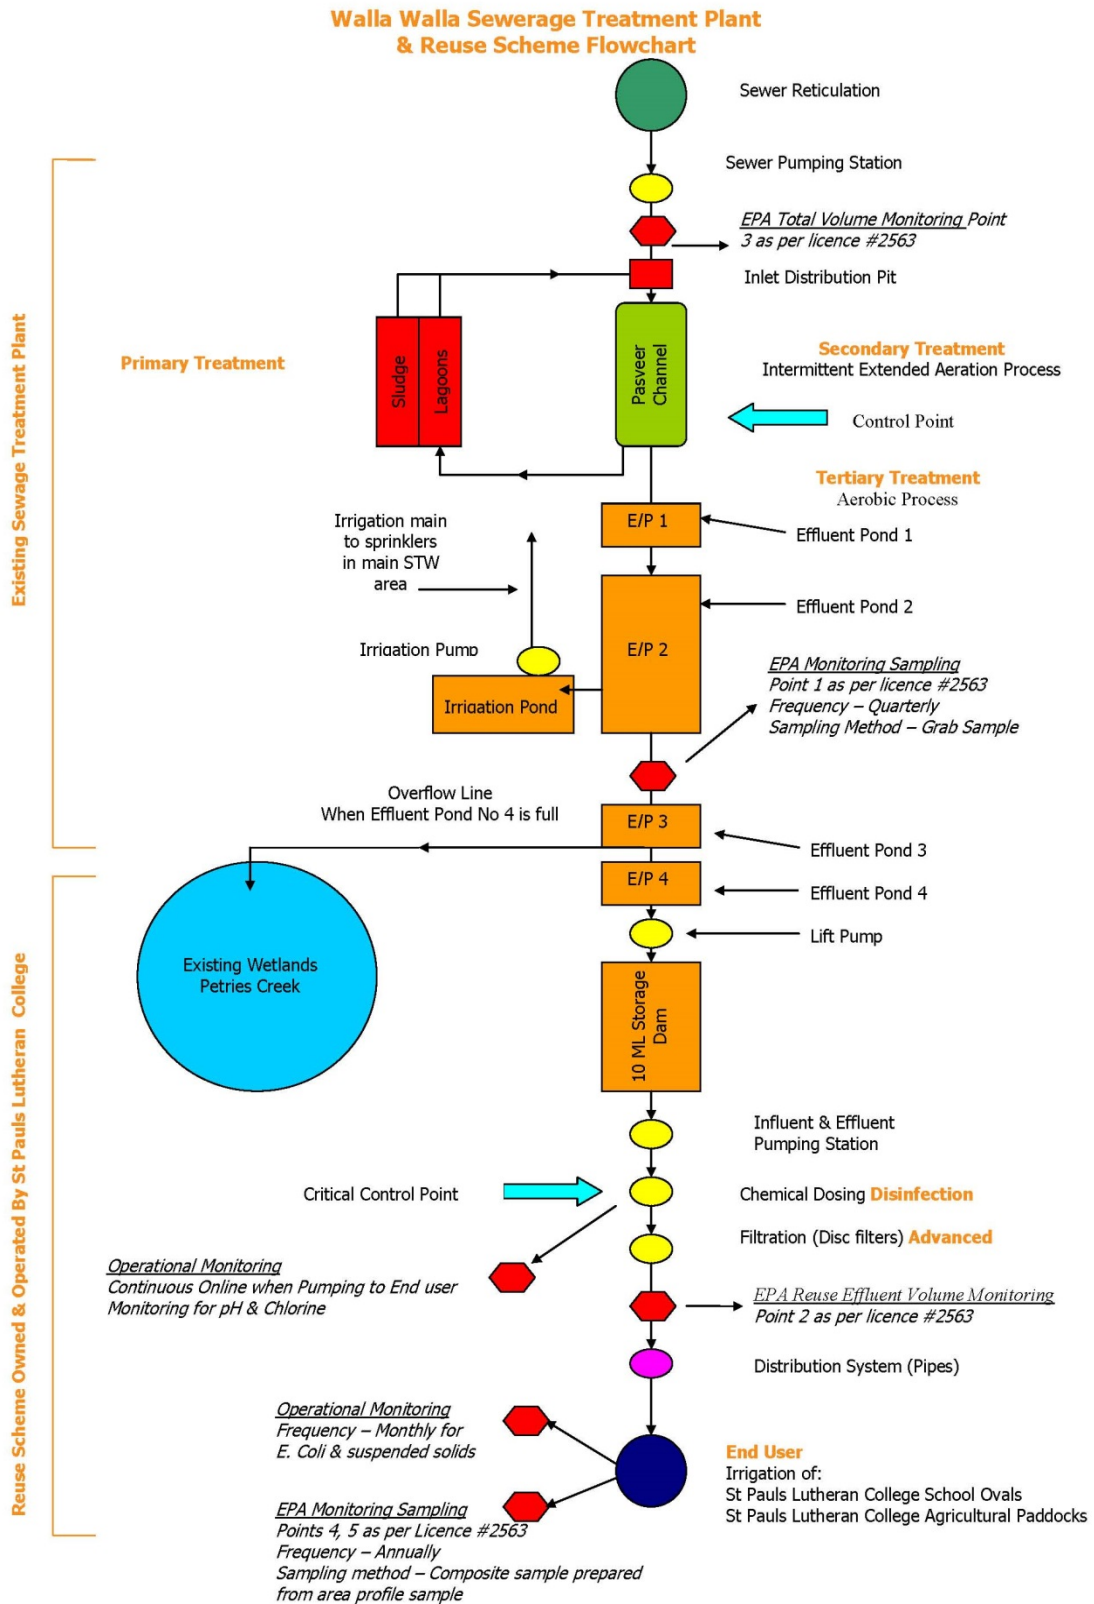 Walla Walla Sewerage Treatment Plant
& Reuse Scheme Flowchart
Sewer Reticulation
Sewer Pumping Station
EPA Total Volume Monitoring Point
3 as per licence #2563
Inlet Distribution Pit
Existing Sewage Treatment Plant
Primary Treatment
Sludge
Lagoons
Pasveer
Channel
Secondary Treatment
Intermittent Extended Aeration Process
Control Point
Tertiary Treatment
Aerobic Process
Irrigation main
to sprinklers
in main STW
area
E/P 1
Effluent Pond 1
Effluent Pond 2
E/P 2
Irrigation Pump
Irrigation Pond
EPA Monitoring Sampling
Point 1 as per licence #2563
Frequency – Quarterly
Sampling Method – Grab Sample
Overflow Line
When Effluent Pond No 4 is full
E/P 3
Effluent Pond 3
E/P 4
Effluent Pond 4
Lift Pump
Reuse Scheme Owned & Operated By St Pauls Lutheran College
Existing Wetlands
Petries Creek
10 ML Storage
Dam
Influent & Effluent
Pumping Station
Critical Control Point
Chemical Dosing Disinfection
Filtration (Disc filters) Advanced
Operational Monitoring
Continuous Online when Pumping to End user
Monitoring for pH & Chlorine
EPA Reuse Effluent Volume Monitoring
Point 2 as per licence #2563
Distribution System (Pipes)
Operational Monitoring
Frequency – Monthly for
E. Coli & suspended solids
End User
Irrigation of:
St Pauls Lutheran College School Ovals
St Pauls Lutheran College Agricultural Paddocks
EPA Monitoring Sampling
Points 4, 5 as per Licence #2563
Frequency – Annually
Sampling method – Composite sample prepared
from area profile sample